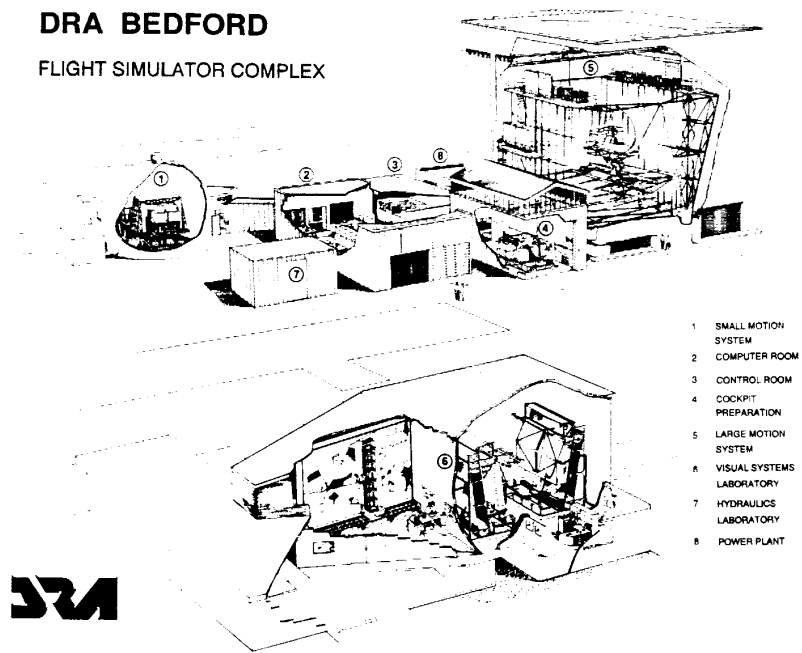 DRA BEDFORD
FLIGHT SIMULATOR COMPLEX
5
8
3
2
1
4
7
1 SMALL MOTION
SYSTEM
2 COMPUTER ROOM
3 CONTROL ROOM
4 COCKPIT
PREPARATION
5 LARGE MOTION
SYSTEM
6 VISUAL SYSTEMS
LABORATORY
7 HYDRAULICS
LABORATORY
8 POWER PLANT
6
DRA